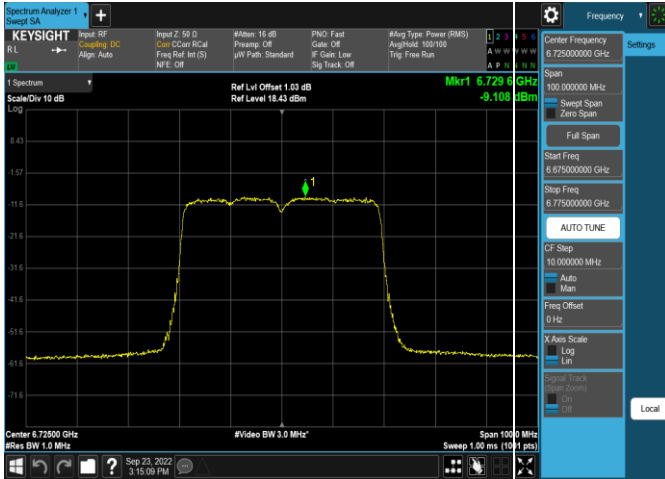 Spectrum Analyzer 1
Swept SA
+
Frequency
KEYSIGHT
RL
LV
Input: RF
Coupling: DC
Align: Auto
Input Z: 50 Ω
Corr CCorr RCal
Freq Ref: Int (S)
NFE: Off
#Atten: 16 dB
Preamp: Off
µW Path: Standard
PNO: Fast
Gate: Off
IF Gain: Low
Sig Track: Off
#Avg Type: Power (RMS)
Avg|Hold: 100/100
Trig: Free Run
1 2 3 4 5 6
A W W W W W
A P N N N N
1 Spectrum
Scale/Div 10 dB
Log
Ref Lvl Offset 1.03 dB
Ref Level 18.43 dBm
Mkr1 6.729 6 GHz
-9.108 dBm
8.43
-1.57
-11.6
-21.6
-31.6
-41.6
-51.6
-61.6
-71.6
1
Center 6.72500 GHz
#Res BW 1.0 MHz
#Video BW 3.0 MHz*
Span 100.0 MHz
Sweep 1.00 ms (1001 pts)
Sep 23, 2022
3:15:09 PM
?
Center Frequency
6.725000000 GHz
Settings
Span
100.000000 MHz
Swept Span
Zero Span
Full Span
Start Freq
6.675000000 GHz
Stop Freq
6.775000000 GHz
AUTO TUNE
CF Step
10.000000 MHz
Auto
Man
Freq Offset
0 Hz
X Axis Scale
Log
Lin
Signal Track
(Span Zoom)
On
Off
Local